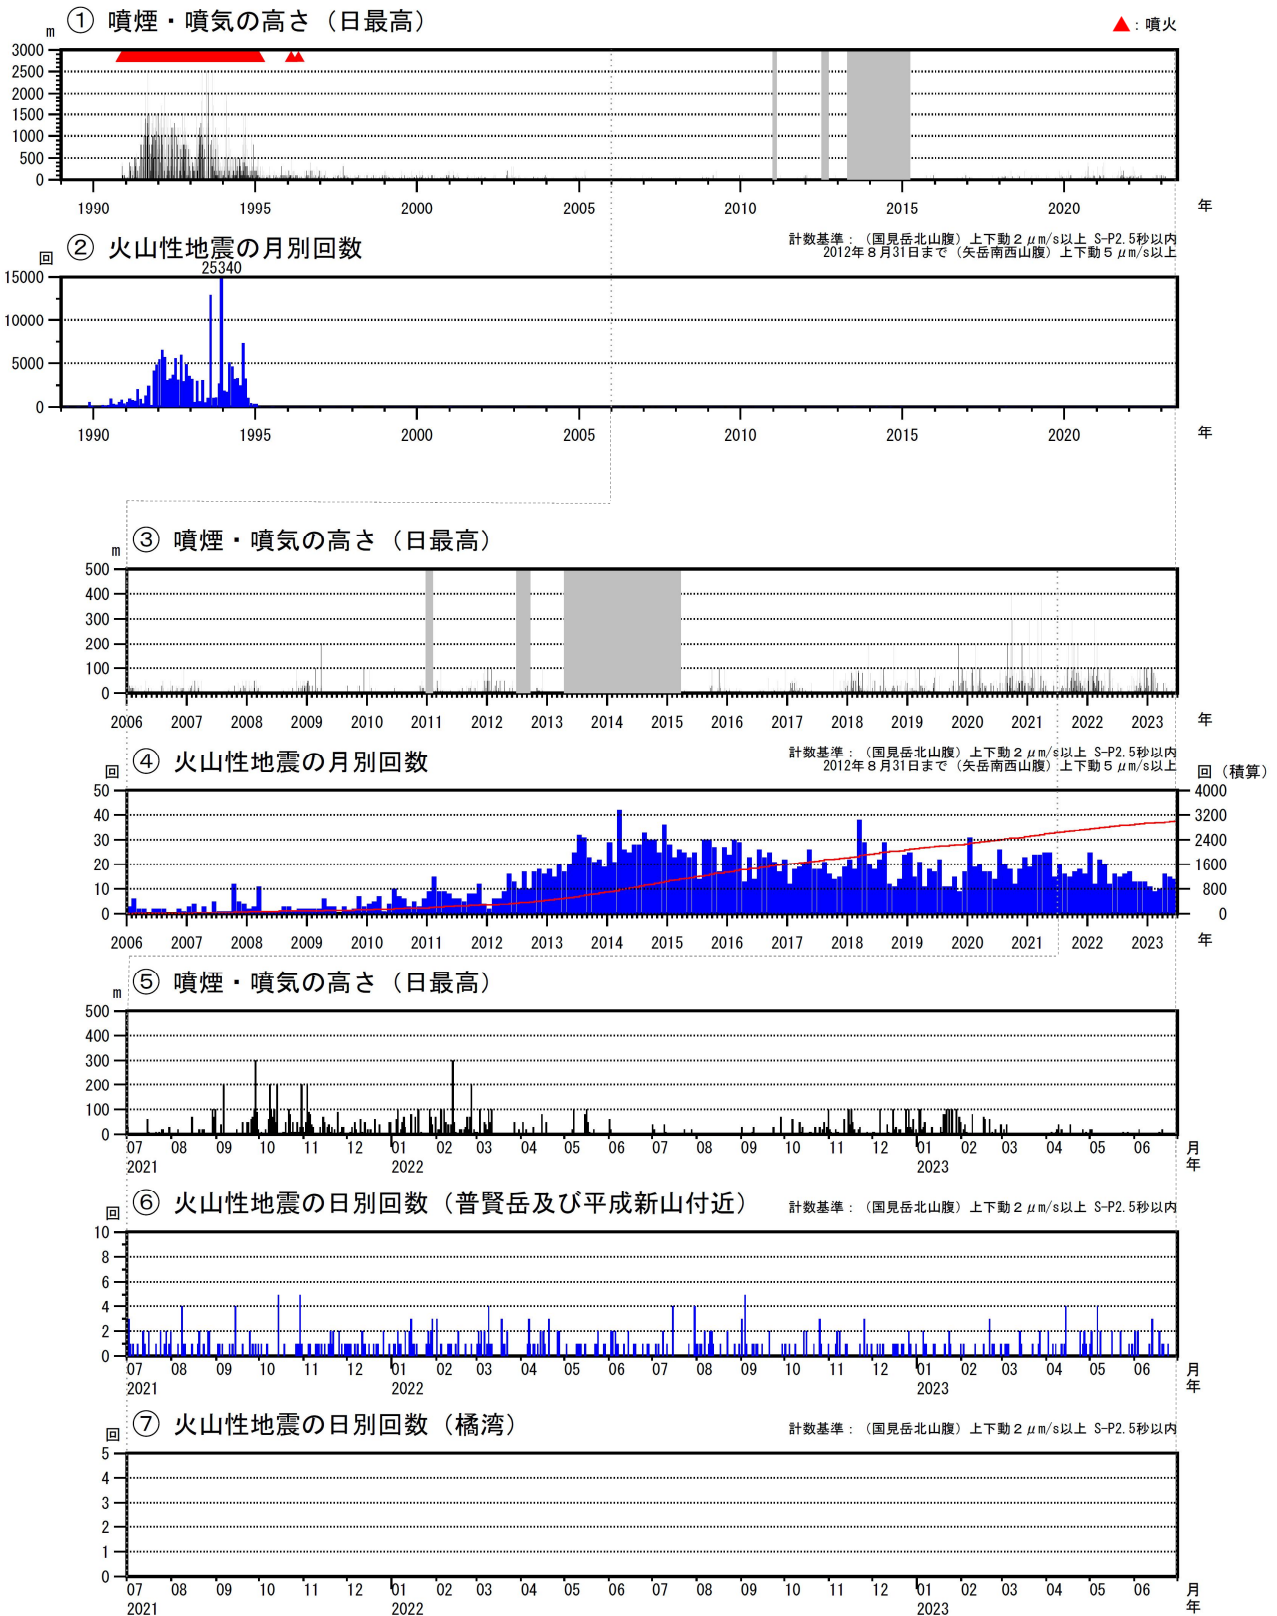 ① 噴煙・噴気の高さ（日最高）
▲：噴火
m
3000
2500
2000
1500
1000
500
0
1990 1995 2000 2005 2010 2015 2020 年
② 火山性地震の月別回数
計数基準：（国見岳北山腹）上下動２μm/s以上 S-P2.5秒以内
2012年８月31日まで（矢岳南西山腹）上下動５μm/s以上
回
25340
15000
10000
5000
0
1990 1995 2000 2005 2010 2015 2020 年
③ 噴煙・噴気の高さ（日最高）
m
500
400
300
200
100
0
2006 2007 2008 2009 2010 2011 2012 2013 2014 2015 2016 2017 2018 2019 2020 2021 2022 2023 年
④ 火山性地震の月別回数
計数基準：（国見岳北山腹）上下動２μm/s以上 S-P2.5秒以内
2012年８月31日まで（矢岳南西山腹）上下動５μm/s以上
回 回（積算）
50 4000
40 3200
30 2400
20 1600
10 800
0 0
2006 2007 2008 2009 2010 2011 2012 2013 2014 2015 2016 2017 2018 2019 2020 2021 2022 2023 年
⑤ 噴煙・噴気の高さ（日最高）
m
500
400
300
200
100
0
07 08 09 10 11 12 01 02 03 04 05 06 07 08 09 10 11 12 01 02 03 04 05 06 月
2021 2022 2023 年
⑥ 火山性地震の日別回数（普賢岳及び平成新山付近）
計数基準：（国見岳北山腹）上下動２μm/s以上 S-P2.5秒以内
回
10
8
6
4
2
0
07 08 09 10 11 12 01 02 03 04 05 06 07 08 09 10 11 12 01 02 03 04 05 06 月
2021 2022 2023 年
⑦ 火山性地震の日別回数（橘湾）
計数基準：（国見岳北山腹）上下動２μm/s以上 S-P2.5秒以内
回
5
4
3
2
1
0
07 08 09 10 11 12 01 02 03 04 05 06 07 08 09 10 11 12 01 02 03 04 05 06 月
2021 2022 2023 年